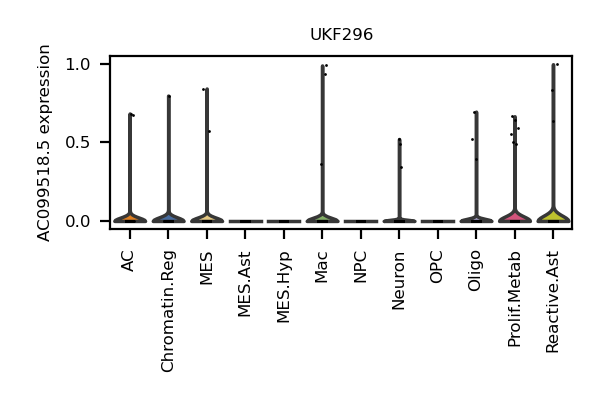 UKF296
AC099518.5 expression
1.0
0.5
0.0
AC
Chromatin.Reg
MES
MES.Ast
MES.Hyp
Mac
NPC
Neuron
OPC
Oligo
Prolif.Metab
Reactive.Ast